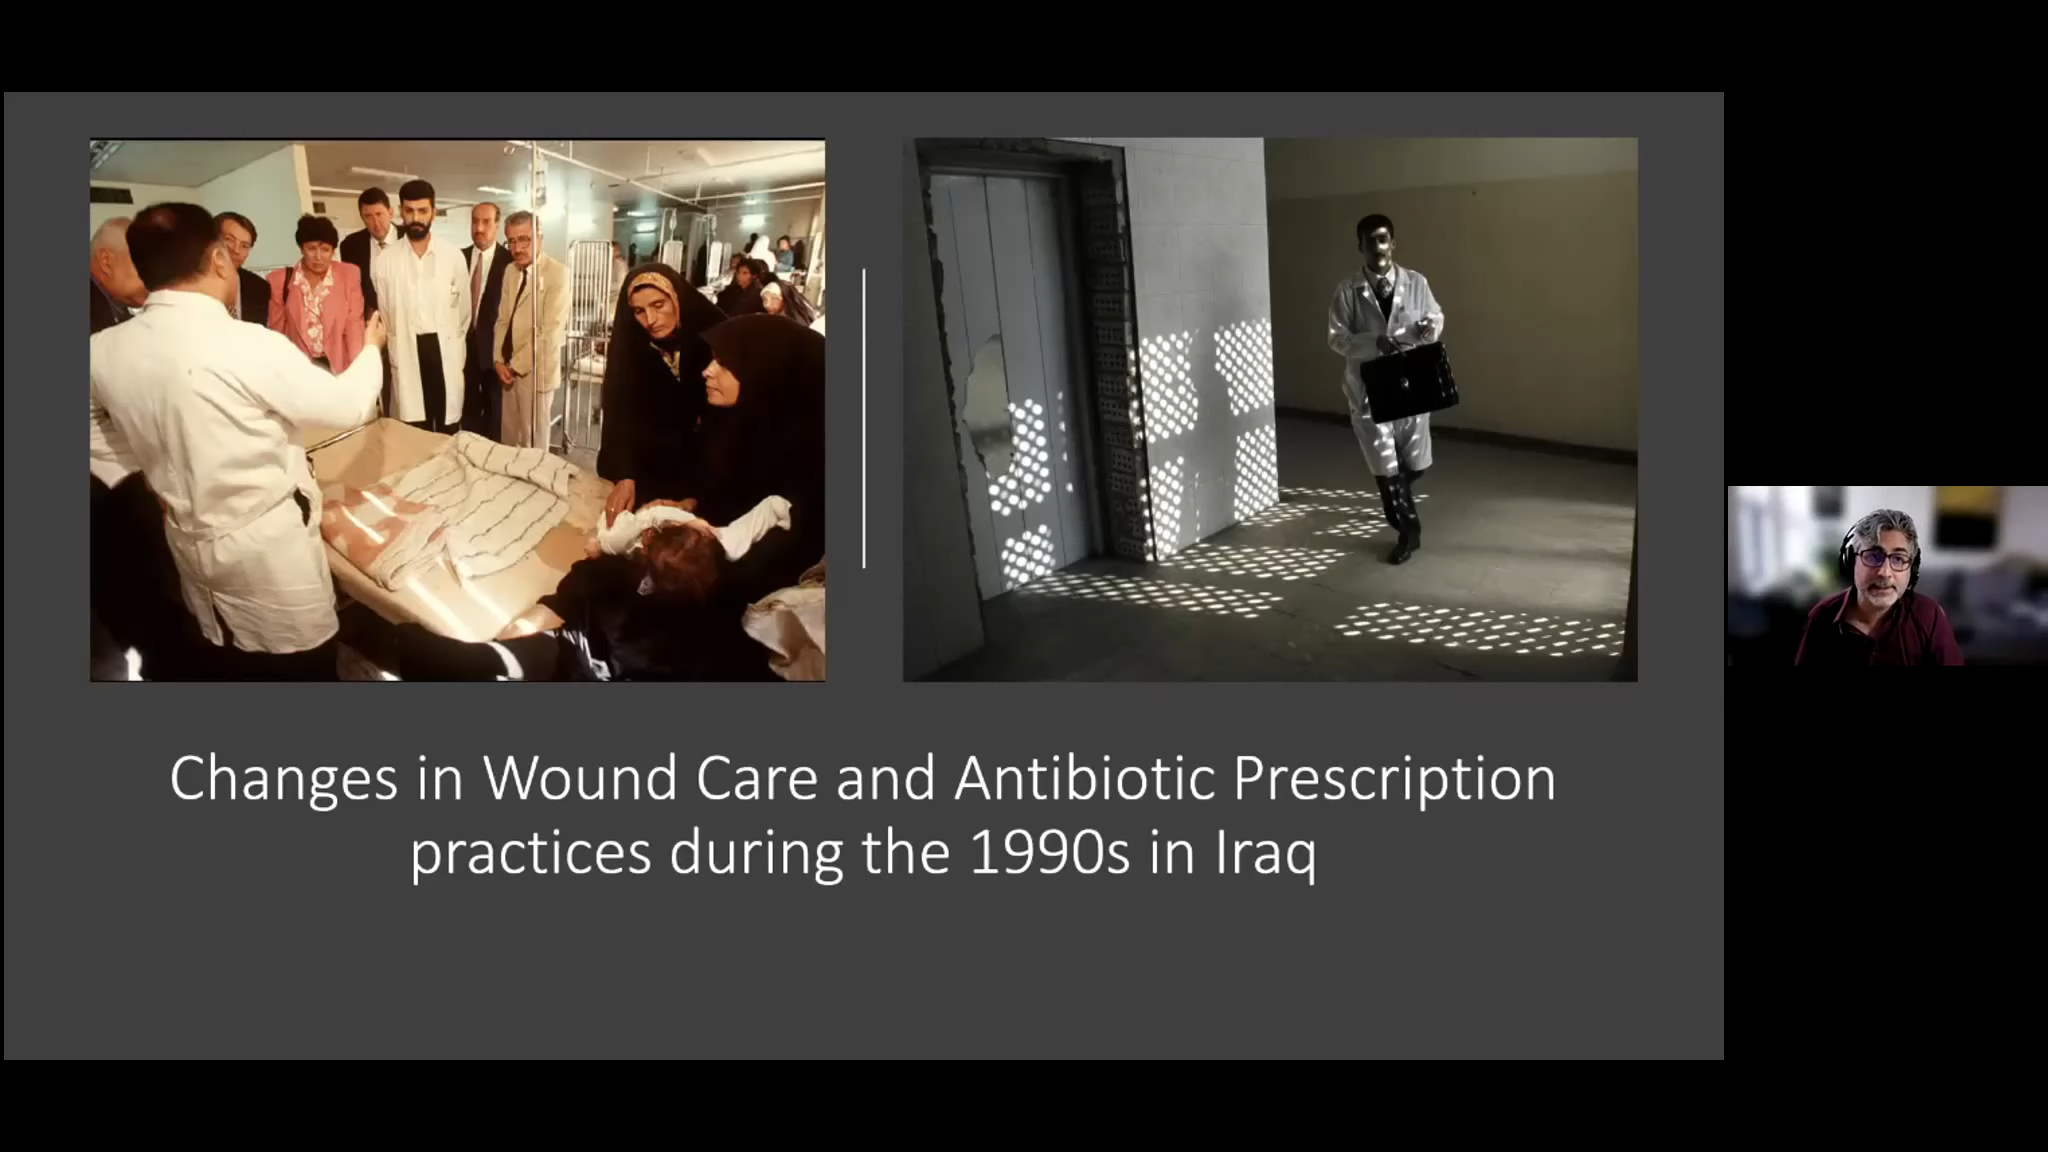 Changes in Wound Care and Antibiotic Prescription
practices during the 1990s in Iraq